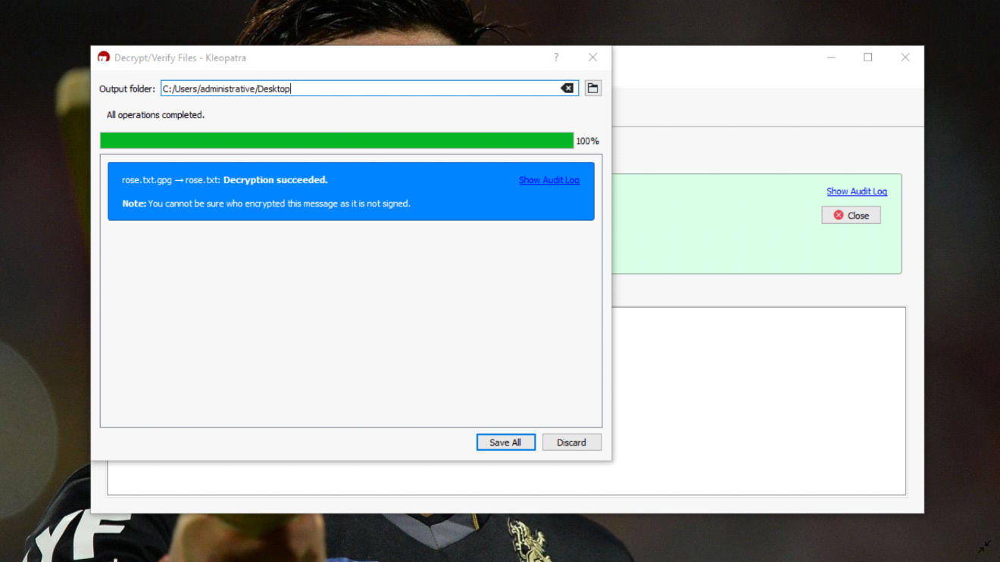 Decrypt/Verify Files - Kleopatra
Output folder: C:/Users/administrative/Desktop
All operations completed.
100%
rose.txt.gpg → rose.txt: Decryption succeeded.
Show Audit Log
Note: You cannot be sure who encrypted this message as it is not signed.
Save All
Discard
Show Audit Log
Close
YF